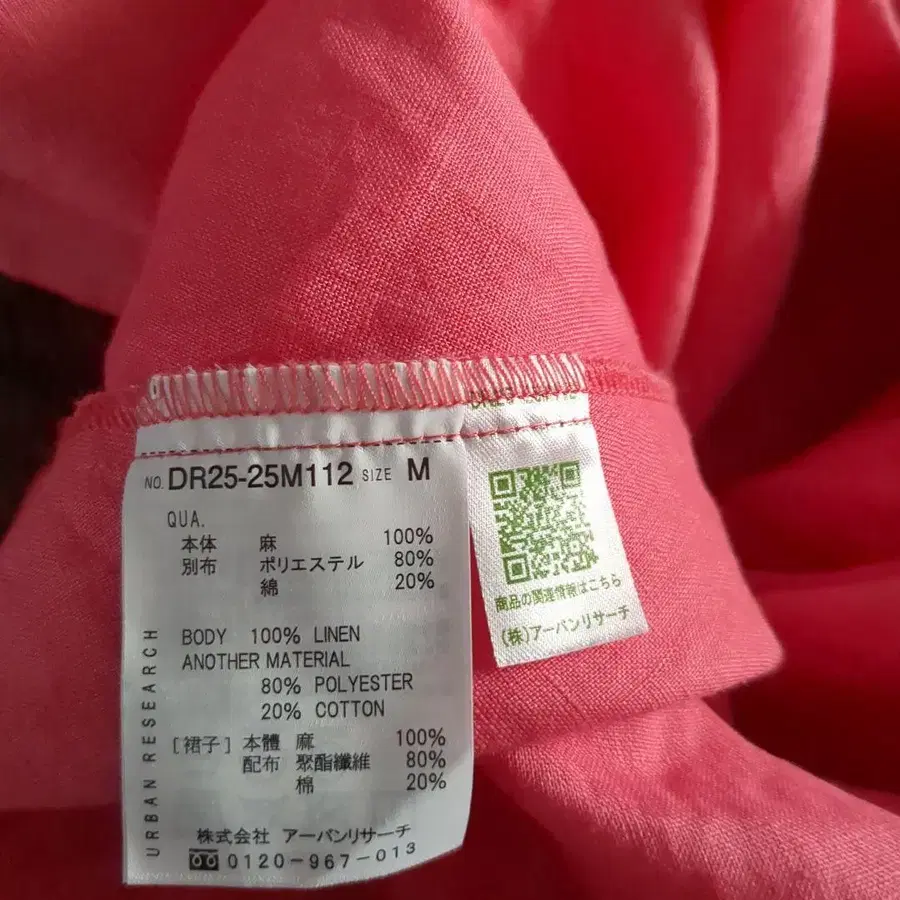 NO. DR25-25M112 SIZE M
QUA.
本体 麻 100%
別布 ポリエステル 80%
綿 20%
BODY 100% LINEN
ANOTHER MATERIAL
80% POLYESTER
20% COTTON
[裙子] 本體 麻 100%
配布 聚酯纖維 80%
棉 20%
株式会社 アーバンリサーチ
0120-967-013
URBAN RESEARCH
商品の関連情報はこちら
(株)アーバンリサーチ